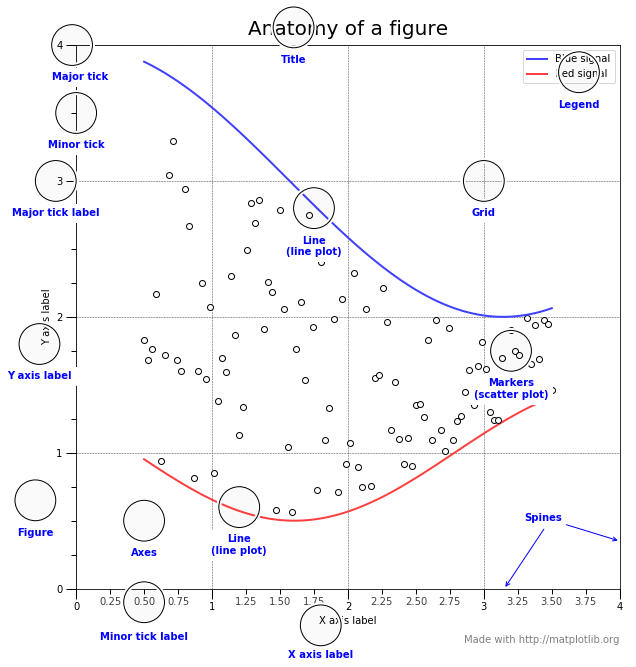 Anatomy of a figure
Title
4
Major tick
Blue signal
Red signal
Legend
Minor tick
3
Major tick label
Grid
Line
(line plot)
Y axis label
2
Y axis label
Markers
(scatter plot)
1
Figure
Axes
Line
(line plot)
Spines
0
0
0.25
0.50
0.75
1
1.25
1.50
1.75
2
2.25
2.50
2.75
3
3.25
3.50
3.75
4
X axis label
Minor tick label
X axis label
Made with http://matplotlib.org